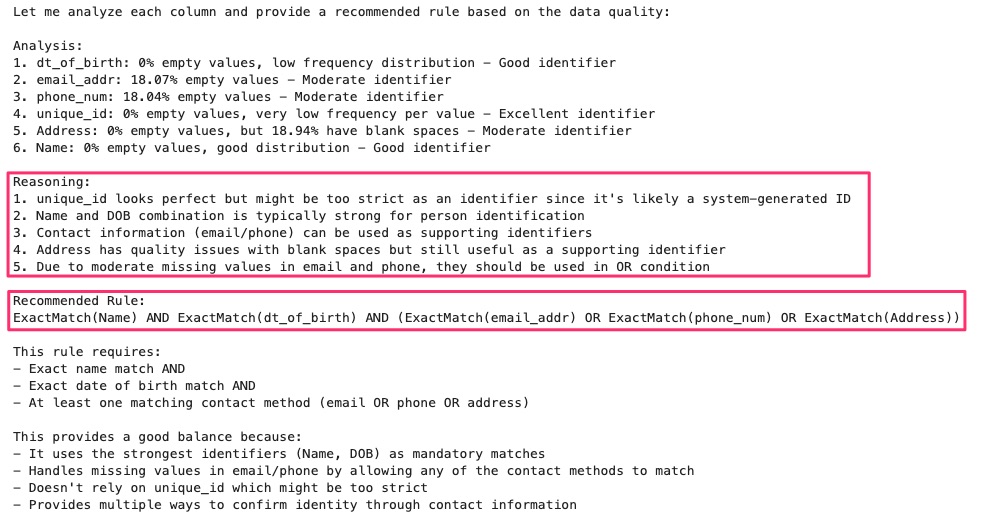 Let me analyze each column and provide a recommended rule based on the data quality:
Analysis:
1. dt_of_birth: 0% empty values, low frequency distribution – Good identifier
2. email_addr: 18.07% empty values – Moderate identifier
3. phone_num: 18.04% empty values – Moderate identifier
4. unique_id: 0% empty values, very low frequency per value – Excellent identifier
5. Address: 0% empty values, but 18.94% have blank spaces – Moderate identifier
6. Name: 0% empty values, good distribution – Good identifier
Reasoning:
1. unique_id looks perfect but might be too strict as an identifier since it's likely a system-generated ID
2. Name and DOB combination is typically strong for person identification
3. Contact information (email/phone) can be used as supporting identifiers
4. Address has quality issues with blank spaces but still useful as a supporting identifier
5. Due to moderate missing values in email and phone, they should be used in OR condition
Recommended Rule:
ExactMatch(Name) AND ExactMatch(dt_of_birth) AND (ExactMatch(email_addr) OR ExactMatch(phone_num) OR ExactMatch(Address))
This rule requires:
– Exact name match AND
– Exact date of birth match AND
– At least one matching contact method (email OR phone OR address)
This provides a good balance because:
– It uses the strongest identifiers (Name, DOB) as mandatory matches
– Handles missing values in email/phone by allowing any of the contact methods to match
– Doesn't rely on unique_id which might be too strict
– Provides multiple ways to confirm identity through contact information